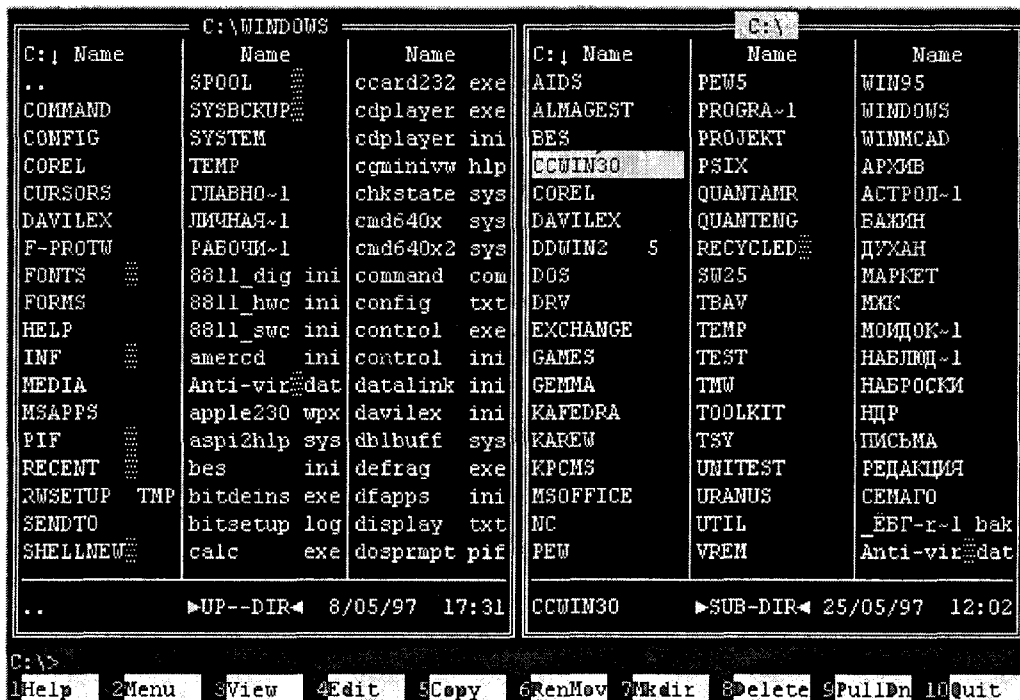 C:\WINDOWS
C:↓ Name Name Name
.. SPOOL ccard232 exe
COMMAND SYSBCKUP cdplayer exe
CONFIG SYSTEM cdplayer ini
COREL TEMP cgminivw hlp
CURSORS ГЛАВНО~1 chkstate sys
DAVILEX ЛИЧНАЯ~1 cmd640x sys
F-PROTW РАБОЧИ~1 cmd640x2 sys
FONTS 8811_dig ini command com
FORMS 8811_hwc ini config txt
HELP 8811_swc ini control exe
INF amercd ini control ini
MEDIA Anti-vir dat datalink ini
MSAPPS apple230 wpx davilex ini
PIF aspi2hlp sys dblbuff sys
RECENT bes ini defrag exe
RWSETUP TMP bitdeins exe dfapps ini
SENDTO bitsetup log display txt
SHELLNEW calc exe dosprmpt pif
.. ►UP--DIR◄ 8/05/97 17:31
C:\
C:↓ Name Name Name
AIDS PEW5 WIN95
ALMAGEST PROGRA~1 WINDOWS
BES PROJEKT WINMCAD
CCWIN30 PSIX АРХИВ
COREL QUANTAMR АСТРОЛ~1
DAVILEX QUANTENG ВАЖИН
DDWIN2 5 RECYCLED ДУХАН
DOS SW25 МАРКЕТ
DRV TBAV МЖК
EXCHANGE TEMP МОИДОК~1
GAMES TEST НАБЛЮД~1
GEMMA TMW НАБРОСКИ
KAFEDRA TOOLKIT НДР
KAREW TSY ПИСЬМА
KPCMS UNITEST РЕДАКЦИЯ
MSOFFICE URANUS СЕМАГО
NC UTIL _ЁБГ-r~1 bak
PEW VREM Anti-vir dat
CCWIN30 ►SUB-DIR◄ 25/05/97 12:02
C:\>
1Help 2Menu 3View 4Edit 5Copy 6RenMov 7Mkdir 8Delete 9PullDn 10Quit